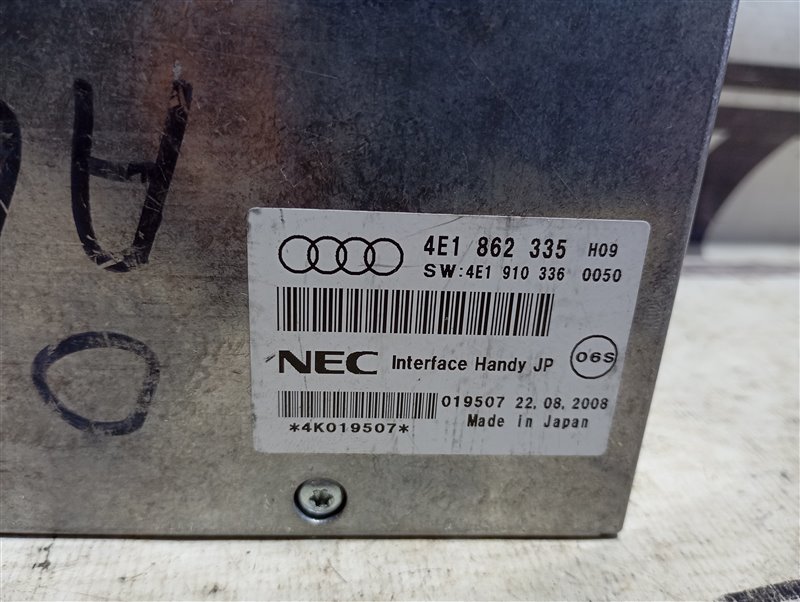 4E1 862 335 H09
SW:4E1 910 336 0050
NEC Interface Handy JP 06S
019507 22.08.2008
*4K019507* Made in Japan